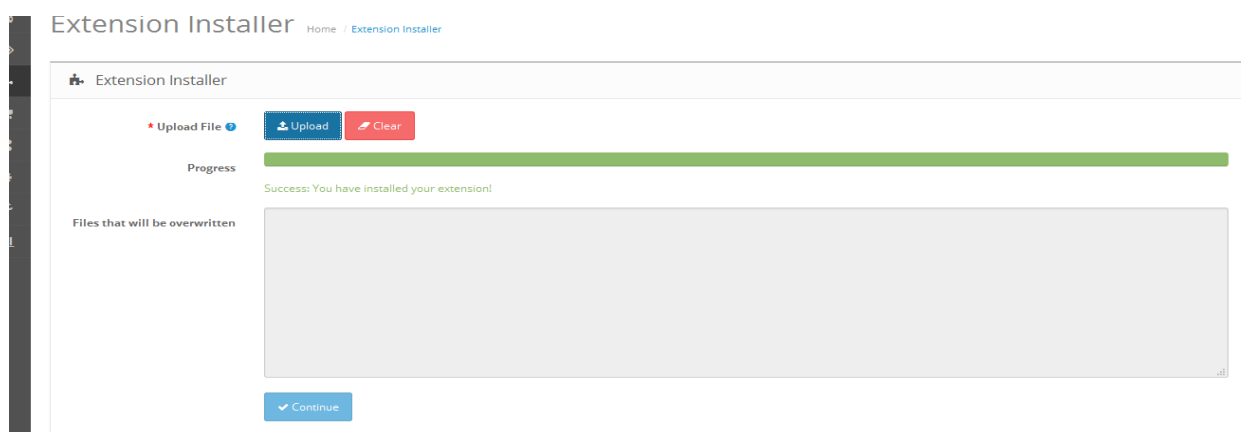 Extension Installer Home / Extension Installer
Extension Installer
* Upload File Upload Clear
Progress
Success: You have installed your extension!
Files that will be overwritten
Continue